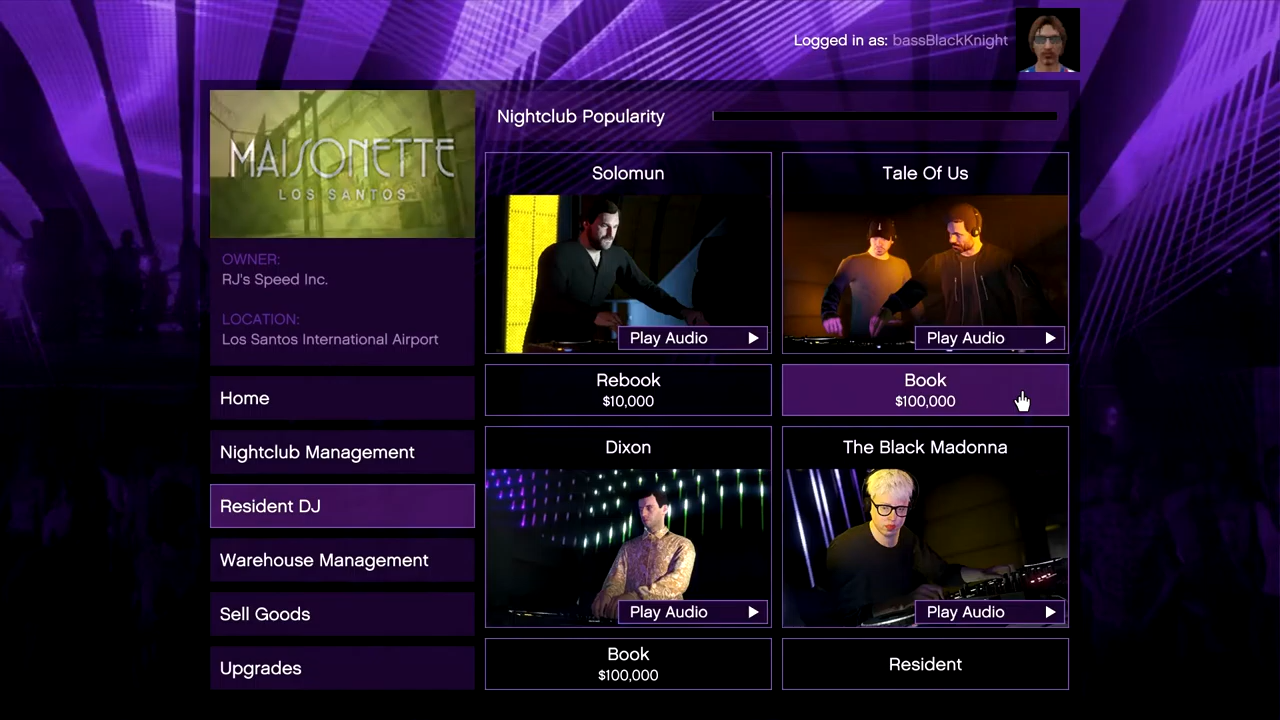 Logged in as: bassBlackKnight
MAISONETTE
LOS SANTOS
OWNER:
RJ's Speed Inc.
LOCATION:
Los Santos International Airport
Home
Nightclub Management
Resident DJ
Warehouse Management
Sell Goods
Upgrades
Nightclub Popularity
Solomun
Play Audio
Rebook
$10,000
Tale Of Us
Play Audio
Book
$100,000
Dixon
Play Audio
Book
$100,000
The Black Madonna
Play Audio
Resident